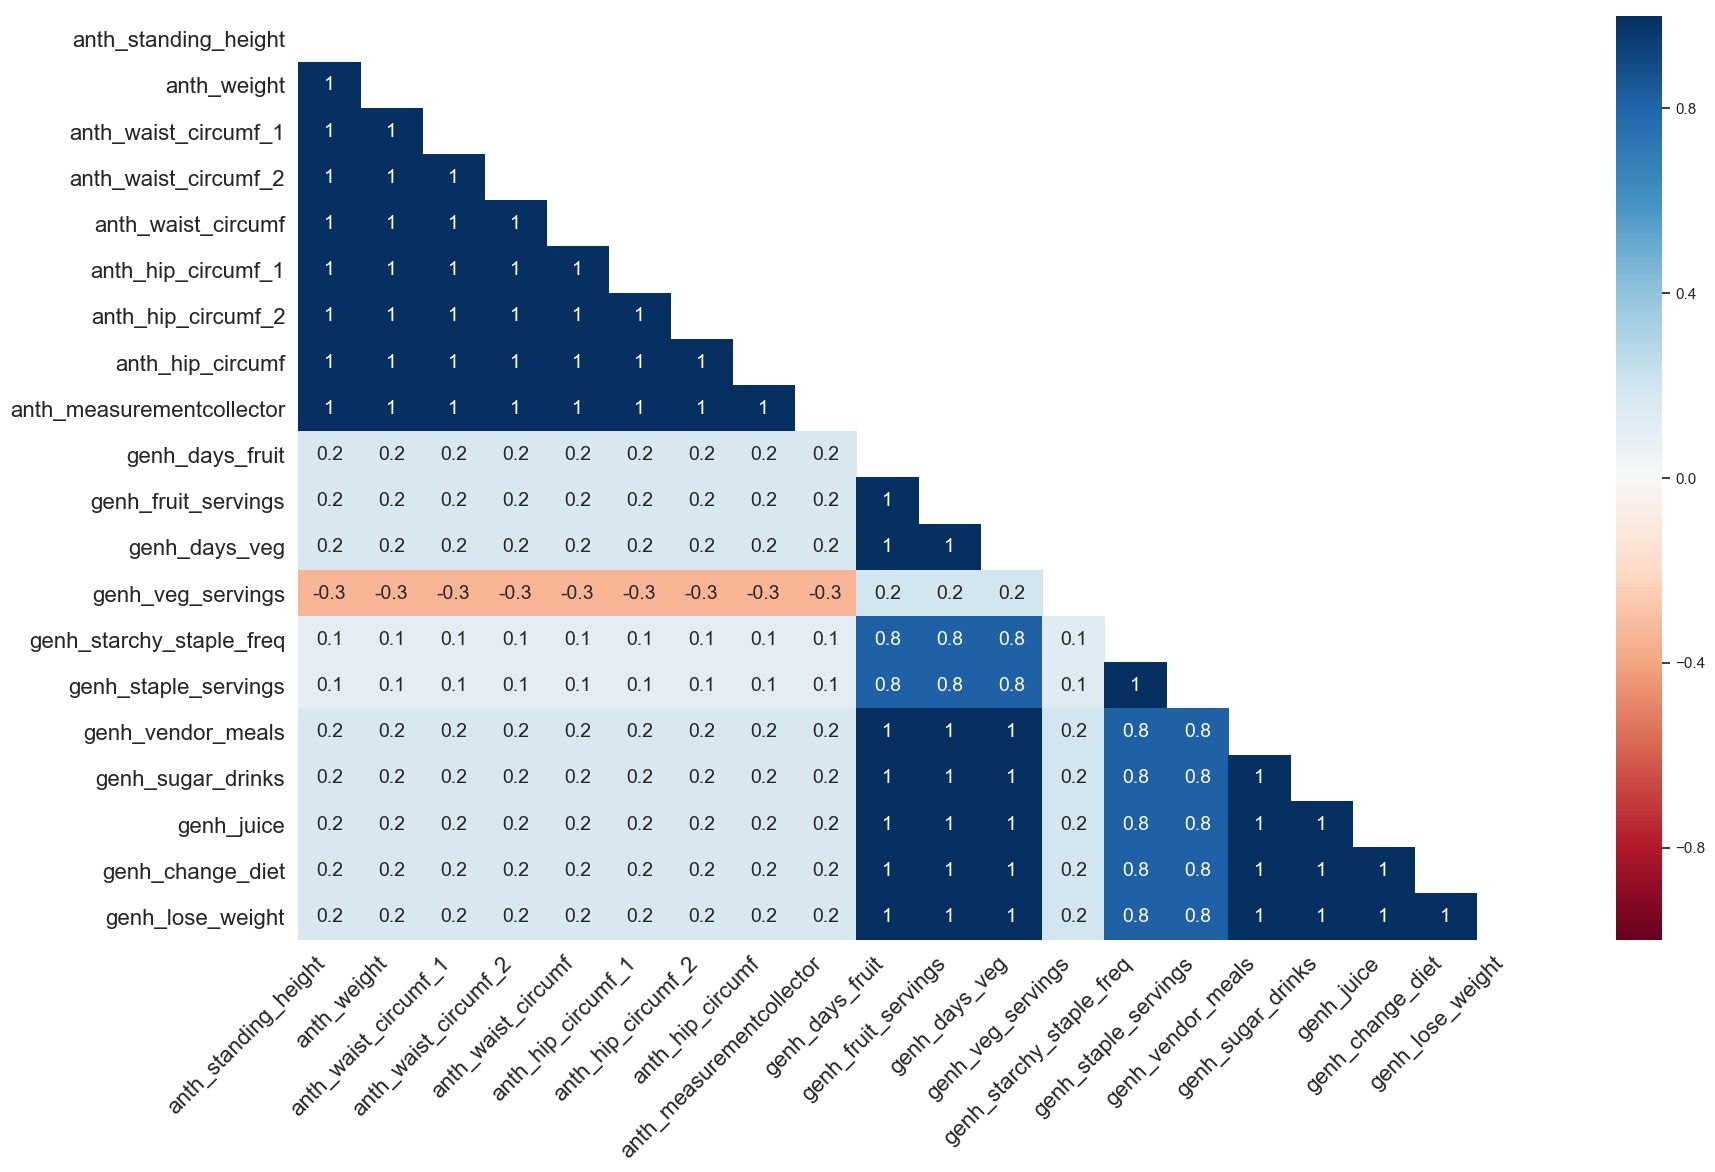 anth_standing_height
anth_weight 1
anth_waist_circumf_1 1 1
anth_waist_circumf_2 1 1 1
anth_waist_circumf 1 1 1 1
anth_hip_circumf_1 1 1 1 1 1
anth_hip_circumf_2 1 1 1 1 1 1
anth_hip_circumf 1 1 1 1 1 1 1
anth_measurementcollector 1 1 1 1 1 1 1 1
genh_days_fruit 0.2 0.2 0.2 0.2 0.2 0.2 0.2 0.2 0.2
genh_fruit_servings 0.2 0.2 0.2 0.2 0.2 0.2 0.2 0.2 0.2 1
genh_days_veg 0.2 0.2 0.2 0.2 0.2 0.2 0.2 0.2 0.2 1 1
genh_veg_servings -0.3 -0.3 -0.3 -0.3 -0.3 -0.3 -0.3 -0.3 -0.3 0.2 0.2 0.2
genh_starchy_staple_freq 0.1 0.1 0.1 0.1 0.1 0.1 0.1 0.1 0.1 0.8 0.8 0.8 0.1
genh_staple_servings 0.1 0.1 0.1 0.1 0.1 0.1 0.1 0.1 0.1 0.8 0.8 0.8 0.1 1
genh_vendor_meals 0.2 0.2 0.2 0.2 0.2 0.2 0.2 0.2 0.2 1 1 1 0.2 0.8 0.8
genh_sugar_drinks 0.2 0.2 0.2 0.2 0.2 0.2 0.2 0.2 0.2 1 1 1 0.2 0.8 0.8 1
genh_juice 0.2 0.2 0.2 0.2 0.2 0.2 0.2 0.2 0.2 1 1 1 0.2 0.8 0.8 1 1
genh_change_diet 0.2 0.2 0.2 0.2 0.2 0.2 0.2 0.2 0.2 1 1 1 0.2 0.8 0.8 1 1 1
genh_lose_weight 0.2 0.2 0.2 0.2 0.2 0.2 0.2 0.2 0.2 1 1 1 0.2 0.8 0.8 1 1 1 1
anth_standing_height
anth_weight
anth_waist_circumf_1
anth_waist_circumf_2
anth_waist_circumf
anth_hip_circumf_1
anth_hip_circumf_2
anth_hip_circumf
anth_measurementcollector
genh_days_fruit
genh_fruit_servings
genh_days_veg
genh_veg_servings
genh_starchy_staple_freq
genh_staple_servings
genh_vendor_meals
genh_sugar_drinks
genh_juice
genh_change_diet
genh_lose_weight
0.8
0.4
0.0
−0.4
−0.8